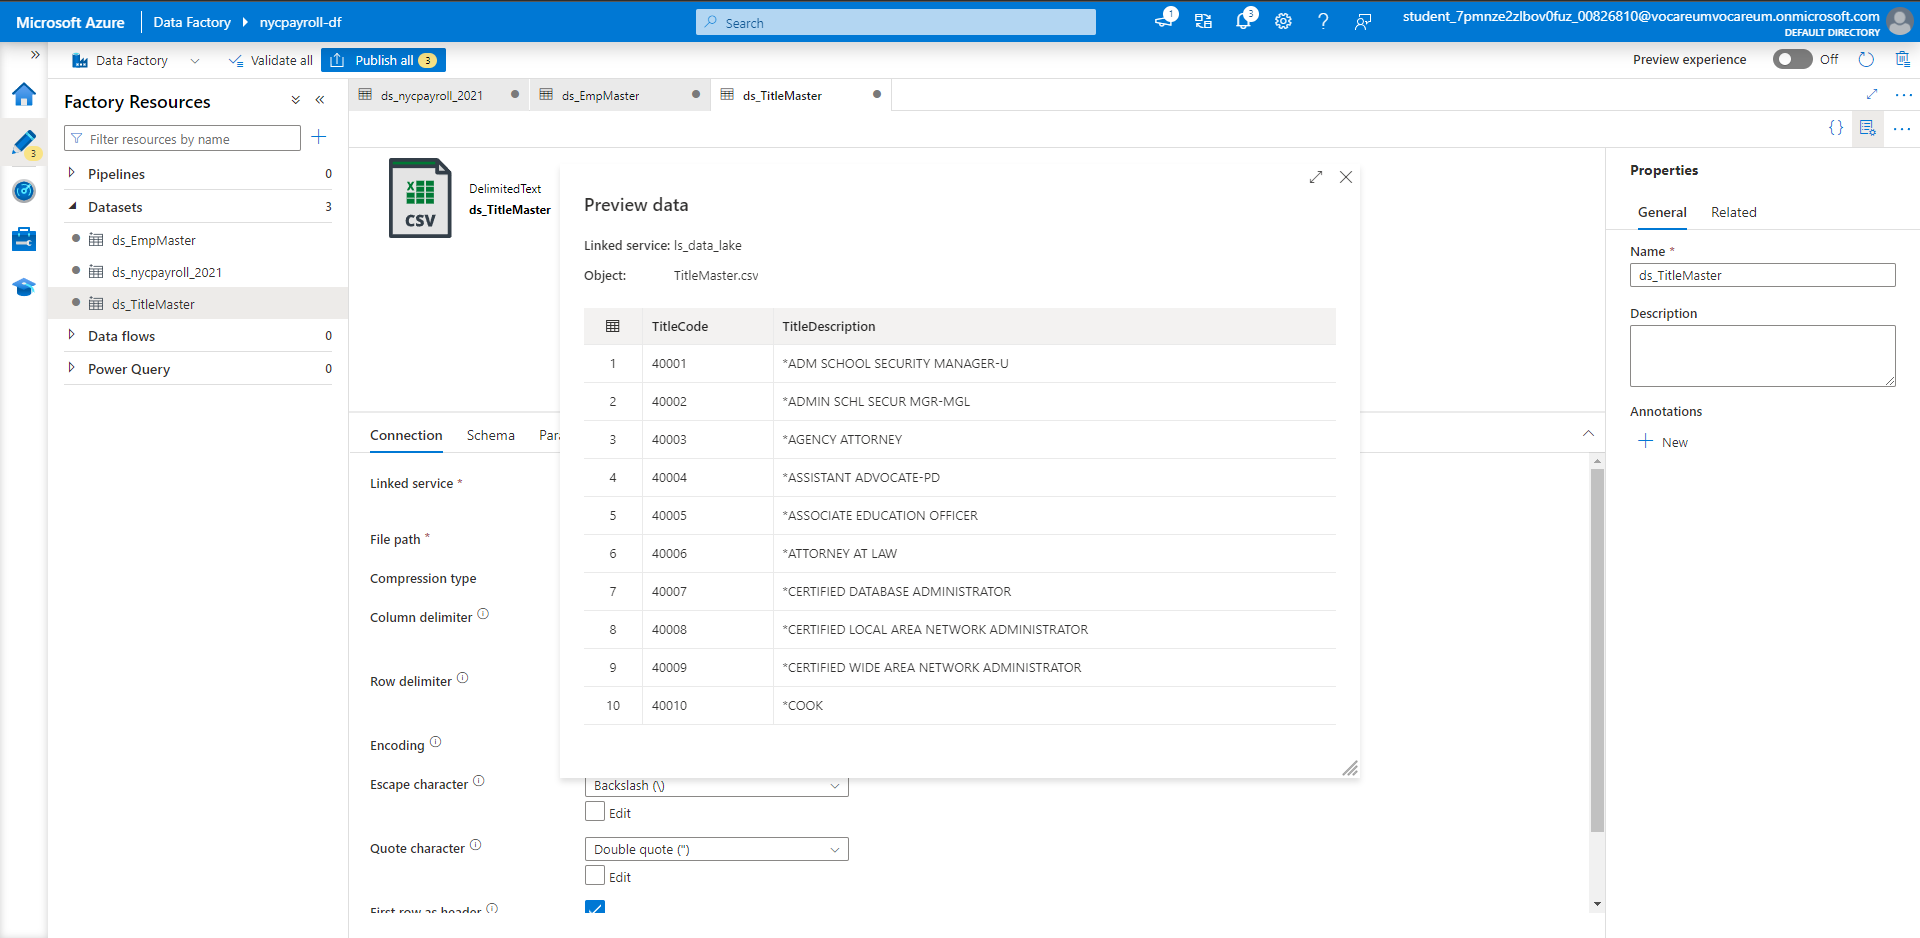 Microsoft Azure
Data Factory
nycpayroll-df
Search
1
3
student_7pmnze2zlbov0fuz_00826810@vocareumvocareum.onmicrosoft.com
DEFAULT DIRECTORY
Data Factory
Validate all
Publish all 3
Preview experience
Off
3
Factory Resources
Filter resources by name
Pipelines 0
Datasets 3
ds_EmpMaster
ds_nycpayroll_2021
ds_TitleMaster
Data flows 0
Power Query 0
ds_nycpayroll_2021
ds_EmpMaster
ds_TitleMaster
CSV
DelimitedText
ds_TitleMaster
Connection
Schema
Par
Linked service *
File path *
Compression type
Column delimiter
Row delimiter
Encoding
Escape character
Backslash (\)
Edit
Quote character
Double quote (")
Edit
First row as header
Preview data
Linked service: ls_data_lake
Object: TitleMaster.csv
TitleCode TitleDescription
1 40001 *ADM SCHOOL SECURITY MANAGER-U
2 40002 *ADMIN SCHL SECUR MGR-MGL
3 40003 *AGENCY ATTORNEY
4 40004 *ASSISTANT ADVOCATE-PD
5 40005 *ASSOCIATE EDUCATION OFFICER
6 40006 *ATTORNEY AT LAW
7 40007 *CERTIFIED DATABASE ADMINISTRATOR
8 40008 *CERTIFIED LOCAL AREA NETWORK ADMINISTRATOR
9 40009 *CERTIFIED WIDE AREA NETWORK ADMINISTRATOR
10 40010 *COOK
Properties
General
Related
Name *
ds_TitleMaster
Description
Annotations
New